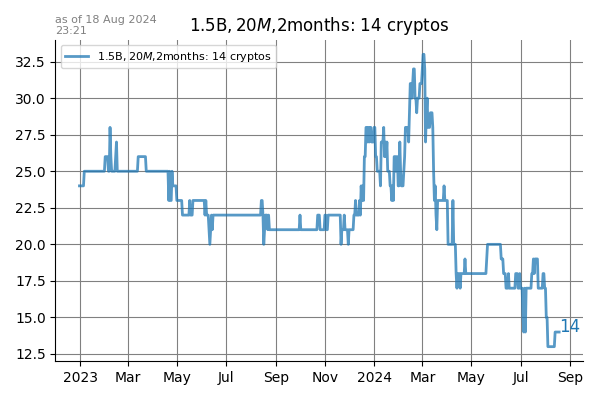 as of 18 Aug 2024
23:21
1.5B, 20M,2months: 14 cryptos
1.5B, 20M,2months: 14 cryptos
32.5
30.0
27.5
25.0
22.5
20.0
17.5
15.0
12.5
14
2023 Mar May Jul Sep Nov 2024 Mar May Jul Sep